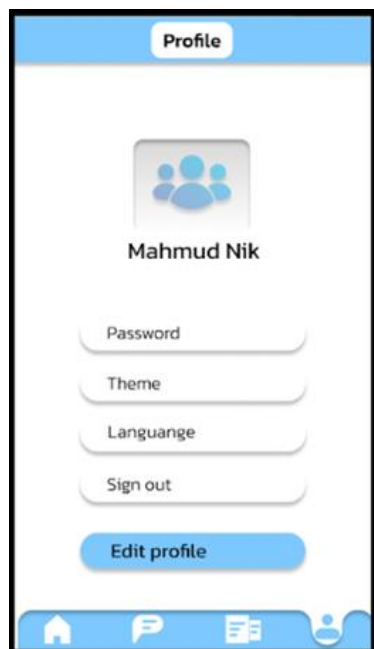 Profile
Mahmud Nik
Password
Theme
Languange
Sign out
Edit profile